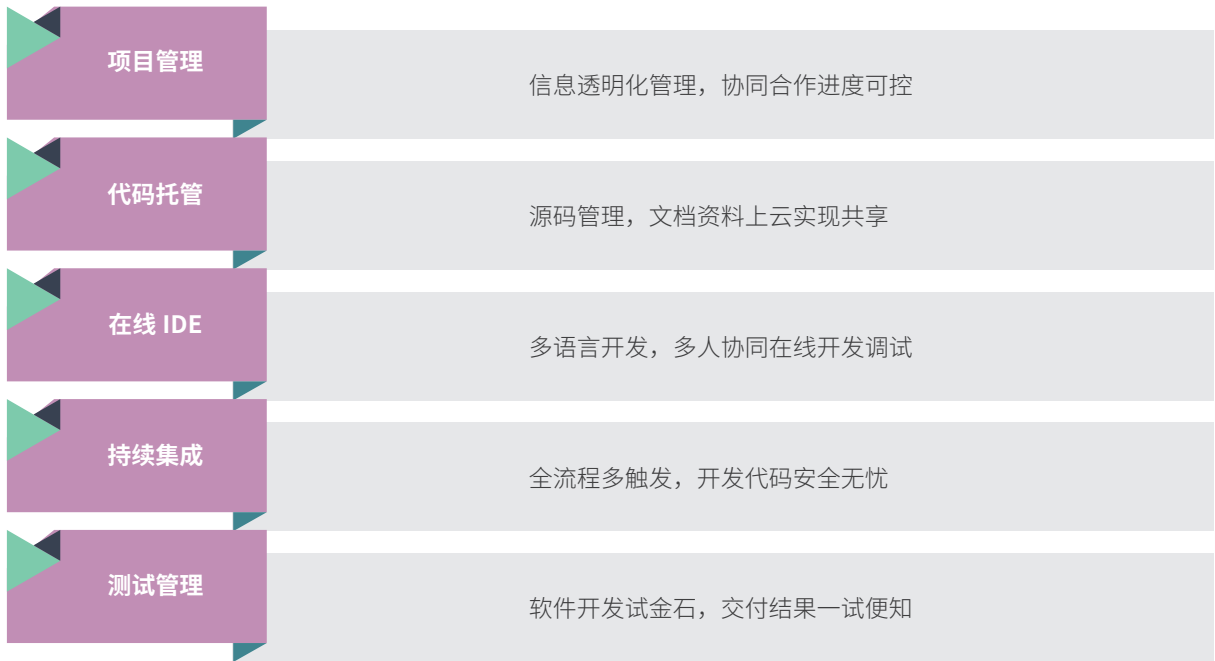 项目管理
信息透明化管理，协同合作进度可控
代码托管
源码管理，文档资料上云实现共享
在线 IDE
多语言开发，多人协同在线开发调试
持续集成
全流程多触发，开发代码安全无忧
测试管理
软件开发试金石，交付结果一试便知